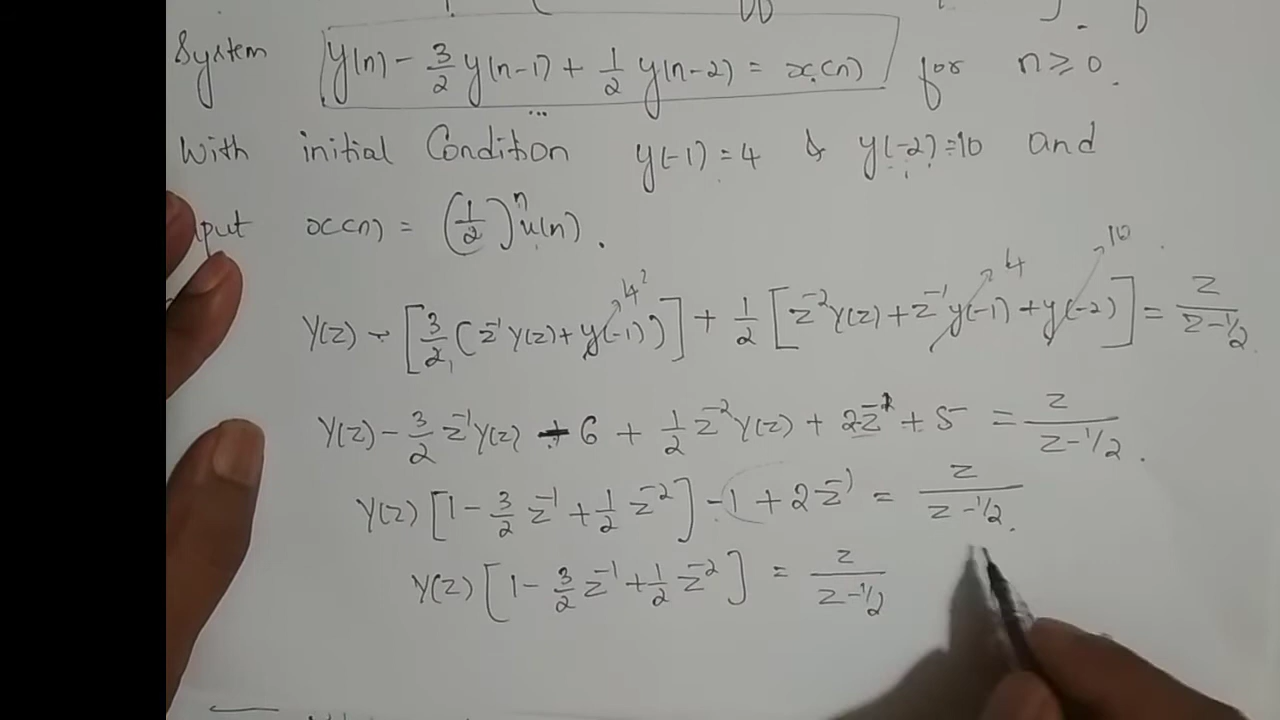 System y(n) - 3/2 y(n-1) + 1/2 y(n-2) = x(n) for n ≥ 0.
With initial Condition y(-1) = 4 & y(-2) = 10 and
put x(n) = (1/2)^n u(n).
Y(z) - [3/2 (z^-1 Y(z) + y(-1))] + 1/2 [z^-2 Y(z) + z^-1 y(-1) + y(-2)] = z / (z - 1/2)
Y(z) - 3/2 z^-1 Y(z) - 6 + 1/2 z^-2 Y(z) + 2z^-1 + 5 = z / (z - 1/2).
Y(z) [1 - 3/2 z^-1 + 1/2 z^-2] - 1 + 2z^-1 = z / (z - 1/2).
Y(z) [1 - 3/2 z^-1 + 1/2 z^-2] = z / (z - 1/2)